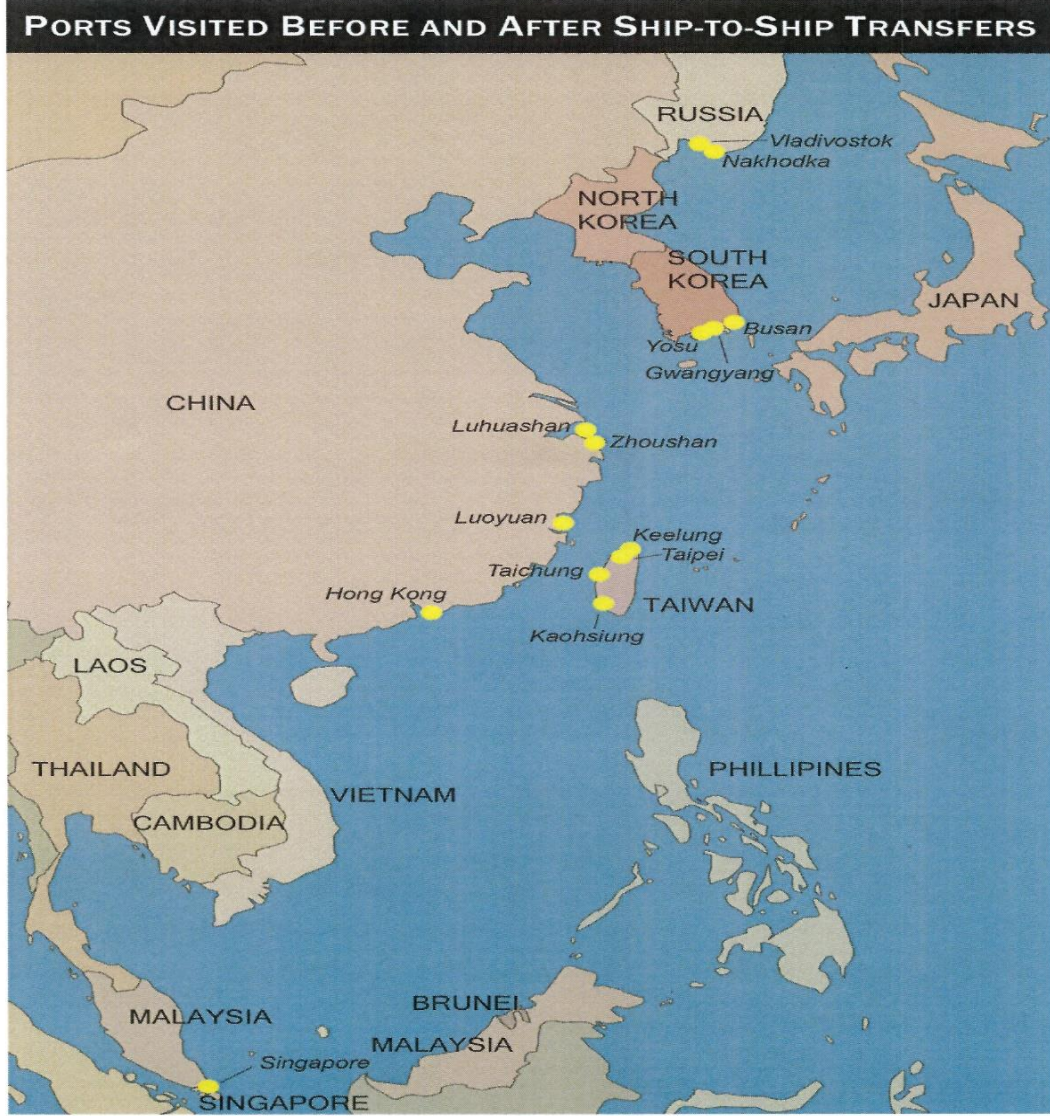 PORTS VISITED BEFORE AND AFTER SHIP-TO-SHIP TRANSFERS
RUSSIA
Vladivostok
Nakhodka
NORTH
KOREA
SOUTH
KOREA
JAPAN
Busan
Yosu
Gwangyang
CHINA
Luhuashan
Zhoushan
Luoyuan
Keelung
Taipei
Taichung
Hong Kong
TAIWAN
Kaohsiung
LAOS
THAILAND
PHILLIPINES
VIETNAM
CAMBODIA
BRUNEI
MALAYSIA
MALAYSIA
Singapore
SINGAPORE